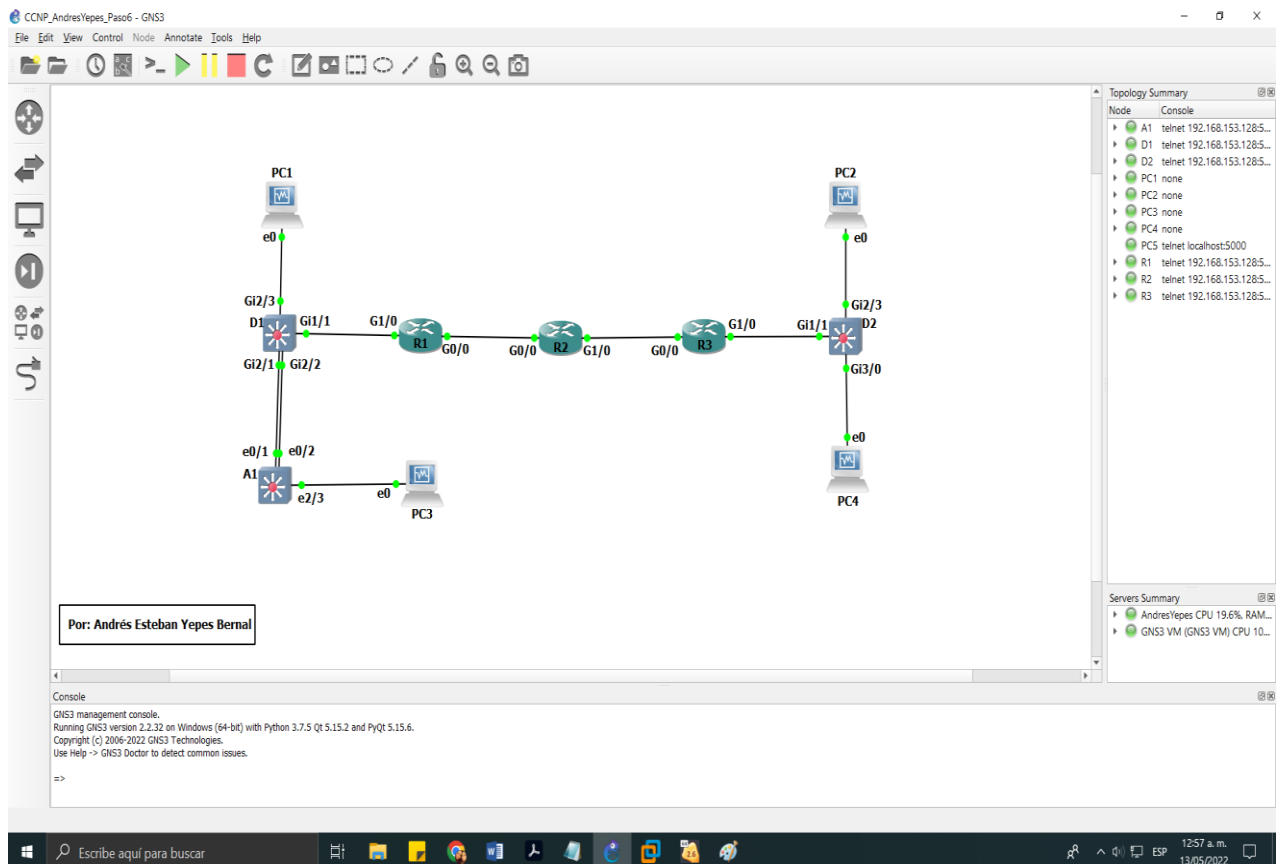 CCNP_AndresYepes_Paso6 - GNS3
File Edit View Control Node Annotate Tools Help
Topology Summary
Node Console
A1 telnet 192.168.153.128:5...
D1 telnet 192.168.153.128:5...
D2 telnet 192.168.153.128:5...
PC1 none
PC2 none
PC3 none
PC4 none
PC5 telnet localhost:5000
R1 telnet 192.168.153.128:5...
R2 telnet 192.168.153.128:5...
R3 telnet 192.168.153.128:5...
PC1
PC2
e0
e0
Gi2/3
Gi2/3
D1
Gi1/1
G1/0
R1
G0/0
G0/0
R2
G1/0
G0/0
R3
G1/0
Gi1/1
D2
Gi2/1
Gi2/2
Gi3/0
e0/1
e0/2
e0
A1
e2/3
e0
PC3
PC4
Por: Andrés Esteban Yepes Bernal
Servers Summary
AndresYepes CPU 19.6%, RAM...
GNS3 VM (GNS3 VM) CPU 10...
Console
GNS3 management console.
Running GNS3 version 2.2.32 on Windows (64-bit) with Python 3.7.5 Qt 5.15.2 and PyQt 5.15.6.
Copyright (c) 2006-2022 GNS3 Technologies.
Use Help -> GNS3 Doctor to detect common issues.
=>
Escribe aquí para buscar
ESP
12:57 a. m.
13/05/2022